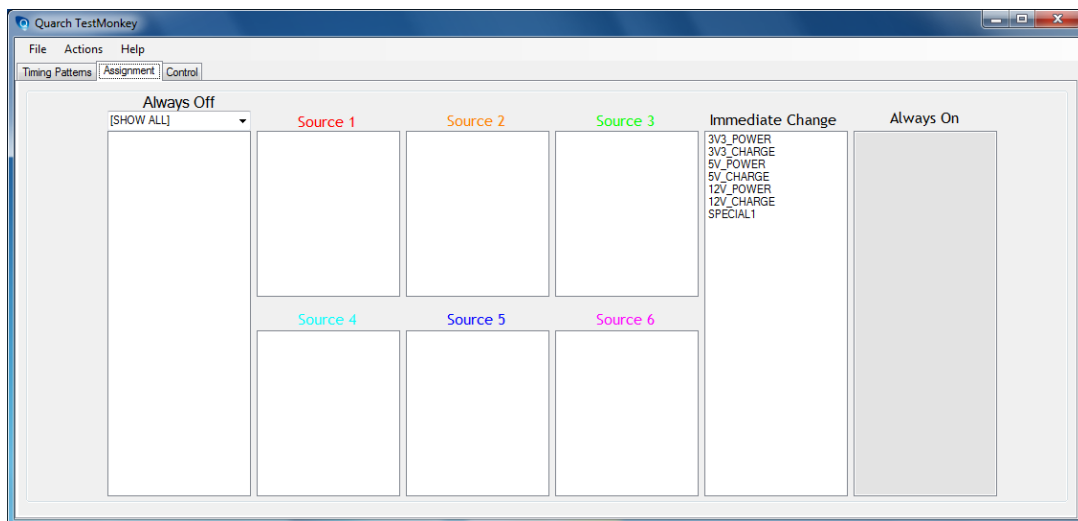 Quarch TestMonkey
File Actions Help
Timing Patterns Assignment Control
Always Off
[SHOW ALL]
Source 1
Source 2
Source 3
Immediate Change
Always On
3V3_POWER
3V3_CHARGE
5V_POWER
5V_CHARGE
12V_POWER
12V_CHARGE
SPECIAL1
Source 4
Source 5
Source 6